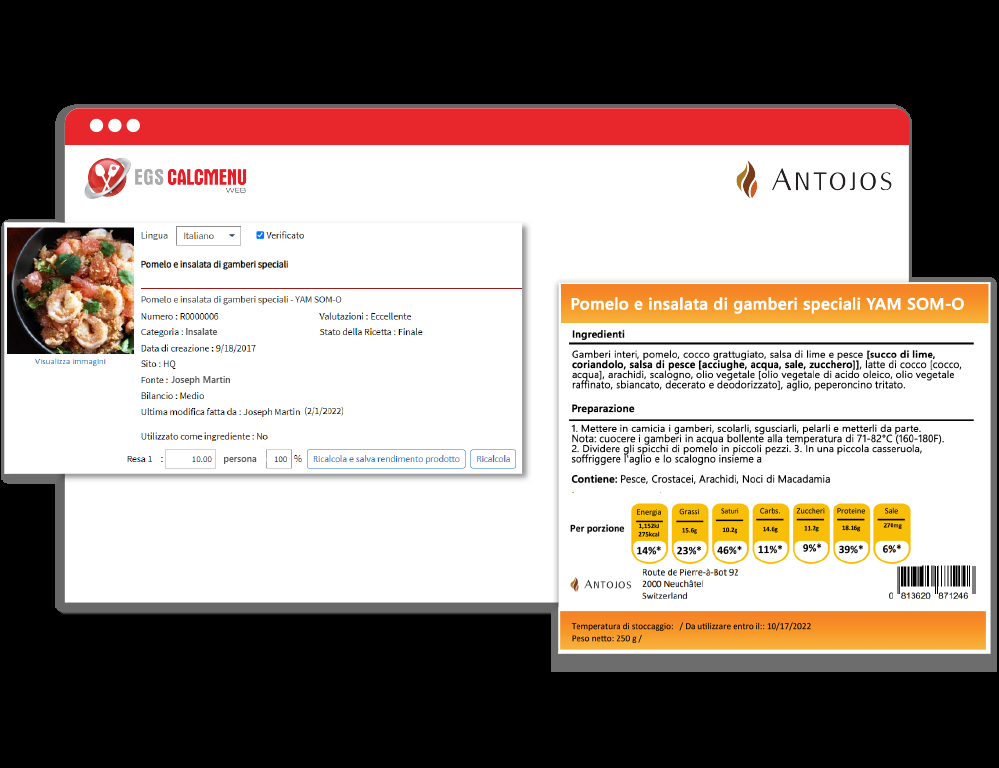 EGS CALCMENU
WEB
ANTOJOS
Lingua Italiano Verificato
Pomelo e insalata di gamberi speciali
Pomelo e insalata di gamberi speciali - YAM SOM-O
Numero : R0000006 Valutazioni : Eccellente
Categoria : Insalate Stato della Ricetta : Finale
Data di creazione : 9/18/2017
Sito : HQ
Fonte : Joseph Martin
Bilancio : Medio
Ultima modifica fatta da : Joseph Martin (2/1/2022)
Utilizzato come ingrediente : No
Resa 1 : 10.00 persona 100 % Ricalcola e salva rendimento prodotto Ricalcola
Visualizza immagini
Pomelo e insalata di gamberi speciali YAM SOM-O
Ingredienti
Gamberi interi, pomelo, cocco grattugiato, salsa di lime e pesce [succo di lime,
coriandolo, salsa di pesce [acciughe, acqua, sale, zucchero]], latte di cocco [cocco,
acqua], arachidi, scalogno, olio vegetale [olio vegetale di acido oleico, olio vegetale
raffinato, sbiancato, decerato e deodorizzato], aglio, peperoncino tritato.
Preparazione
1. Mettere in camicia i gamberi, scolarli, sgusciarli, pelarli e metterli da parte.
Nota: cuocere i gamberi in acqua bollente alla temperatura di 71-82°C (160-180F).
2. Dividere gli spicchi di pomelo in piccoli pezzi. 3. In una piccola casseruola,
soffriggere l'aglio e lo scalogno insieme a
Contiene: Pesce, Crostacei, Arachidi, Noci di Macadamia
Per porzione
Energia Grassi Saturi Carbs. Zuccheri Proteine Sale
1,152kJ
275kcal 15.6g 10.2g 14.6g 11.2g 18.16g 276mg
14%* 23%* 46%* 11%* 9%* 39%* 6%*
ANTOJOS
Route de Pierre-à-Bot 92
2000 Neuchâtel
Switzerland
0 813620 871246
Temperatura di stoccaggio: / Da utilizzare entro il:: 10/17/2022
Peso netto: 250 g /